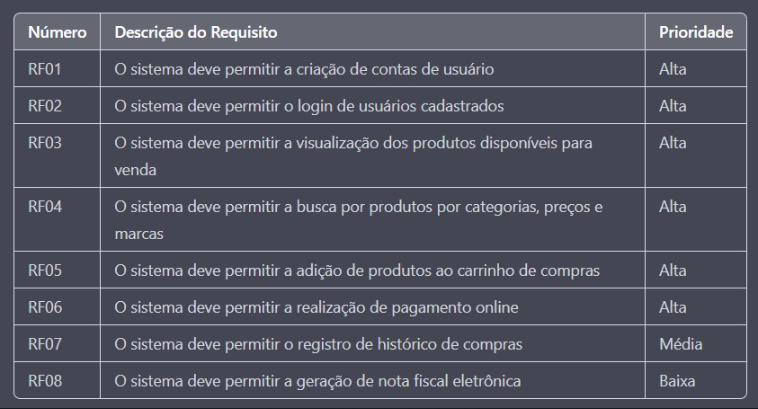 Número Descrição do Requisito Prioridade
RF01 O sistema deve permitir a criação de contas de usuário Alta
RF02 O sistema deve permitir o login de usuários cadastrados Alta
RF03 O sistema deve permitir a visualização dos produtos disponíveis para Alta
venda
RF04 O sistema deve permitir a busca por produtos por categorias, preços e Alta
marcas
RF05 O sistema deve permitir a adição de produtos ao carrinho de compras Alta
RF06 O sistema deve permitir a realização de pagamento online Alta
RF07 O sistema deve permitir o registro de histórico de compras Média
RF08 O sistema deve permitir a geração de nota fiscal eletrônica Baixa